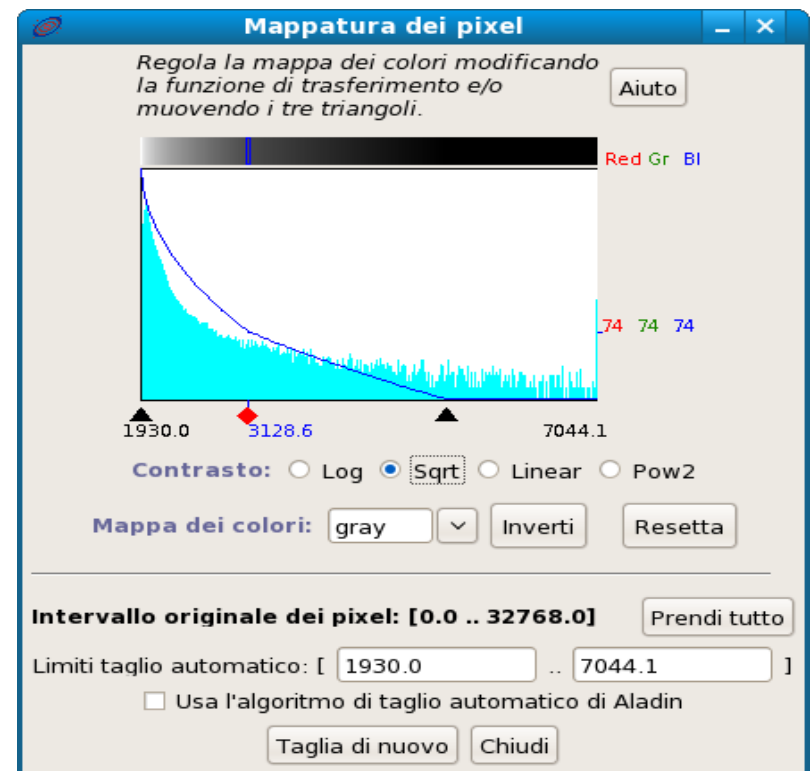 Mappatura dei pixel
Regola la mappa dei colori modificando
la funzione di trasferimento e/o
muovendo i tre triangoli.
Aiuto
Red Gr Bl
74 74 74
1930.0 3128.6 7044.1
Contrasto: Log Sqrt Linear Pow2
Mappa dei colori: gray Inverti Resetta
Intervallo originale dei pixel: [0.0 .. 32768.0] Prendi tutto
Limiti taglio automatico: [ 1930.0 .. 7044.1 ]
Usa l'algoritmo di taglio automatico di Aladin
Taglia di nuovo Chiudi